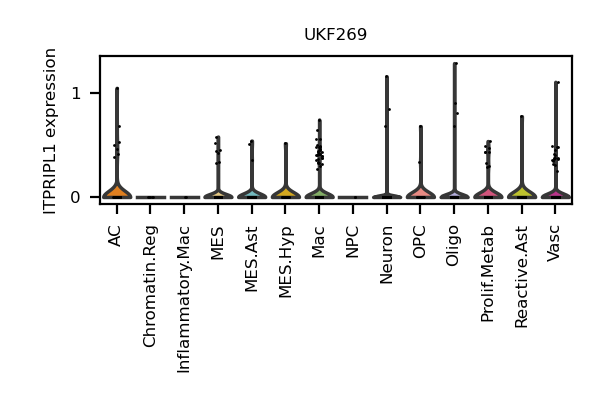 UKF269
ITPRIPL1 expression
1
0
AC
Chromatin.Reg
Inflammatory.Mac
MES
MES.Ast
MES.Hyp
Mac
NPC
Neuron
OPC
Oligo
Prolif.Metab
Reactive.Ast
Vasc